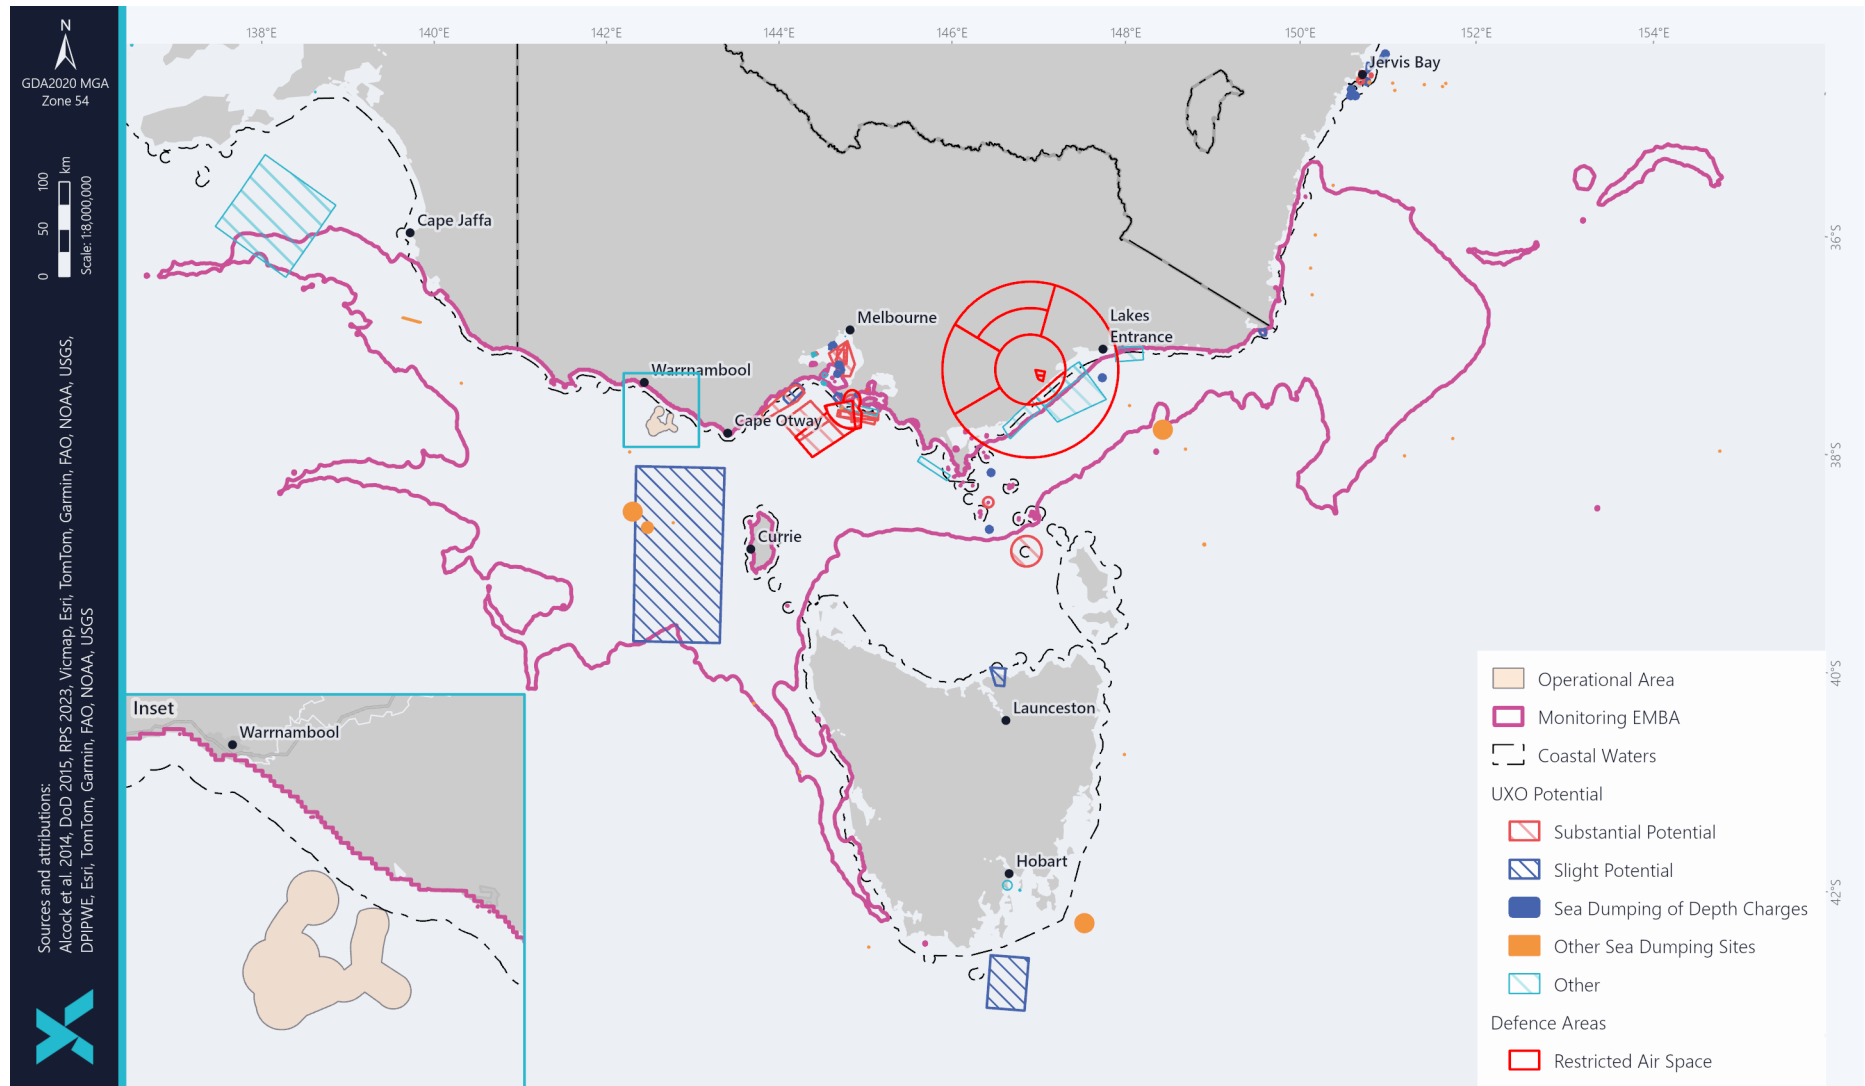 N
GDA2020 MGA
Zone 54
0 50 100
km
Scale: 1:8,000,000
Sources and attributions:
Alcock et al. 2014, DoD 2015, RPS 2023, Vicmap, Esri, TomTom, Garmin, FAO, NOAA, USGS,
DPIPWE, Esri, TomTom, Garmin, FAO, NOAA, USGS
138°E 140°E 142°E 144°E 146°E 148°E 150°E 152°E 154°E
36°S
38°S
40°S
42°S
Jervis Bay
Cape Jaffa
Melbourne
Lakes
Entrance
Warrnambool
Cape Otway
Currie
Launceston
Hobart
Inset
Warrnambool
Operational Area
Monitoring EMBA
Coastal Waters
UXO Potential
Substantial Potential
Slight Potential
Sea Dumping of Depth Charges
Other Sea Dumping Sites
Other
Defence Areas
Restricted Air Space